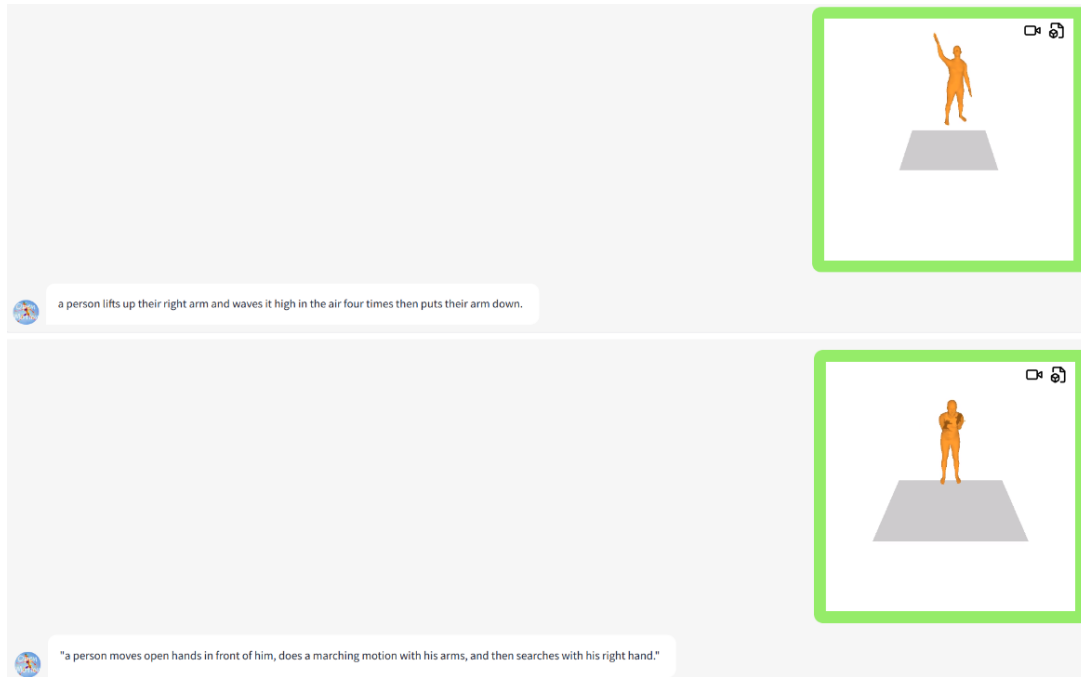 a person lifts up their right arm and waves it high in the air four times then puts their arm down.
"a person moves open hands in front of him, does a marching motion with his arms, and then searches with his right hand."